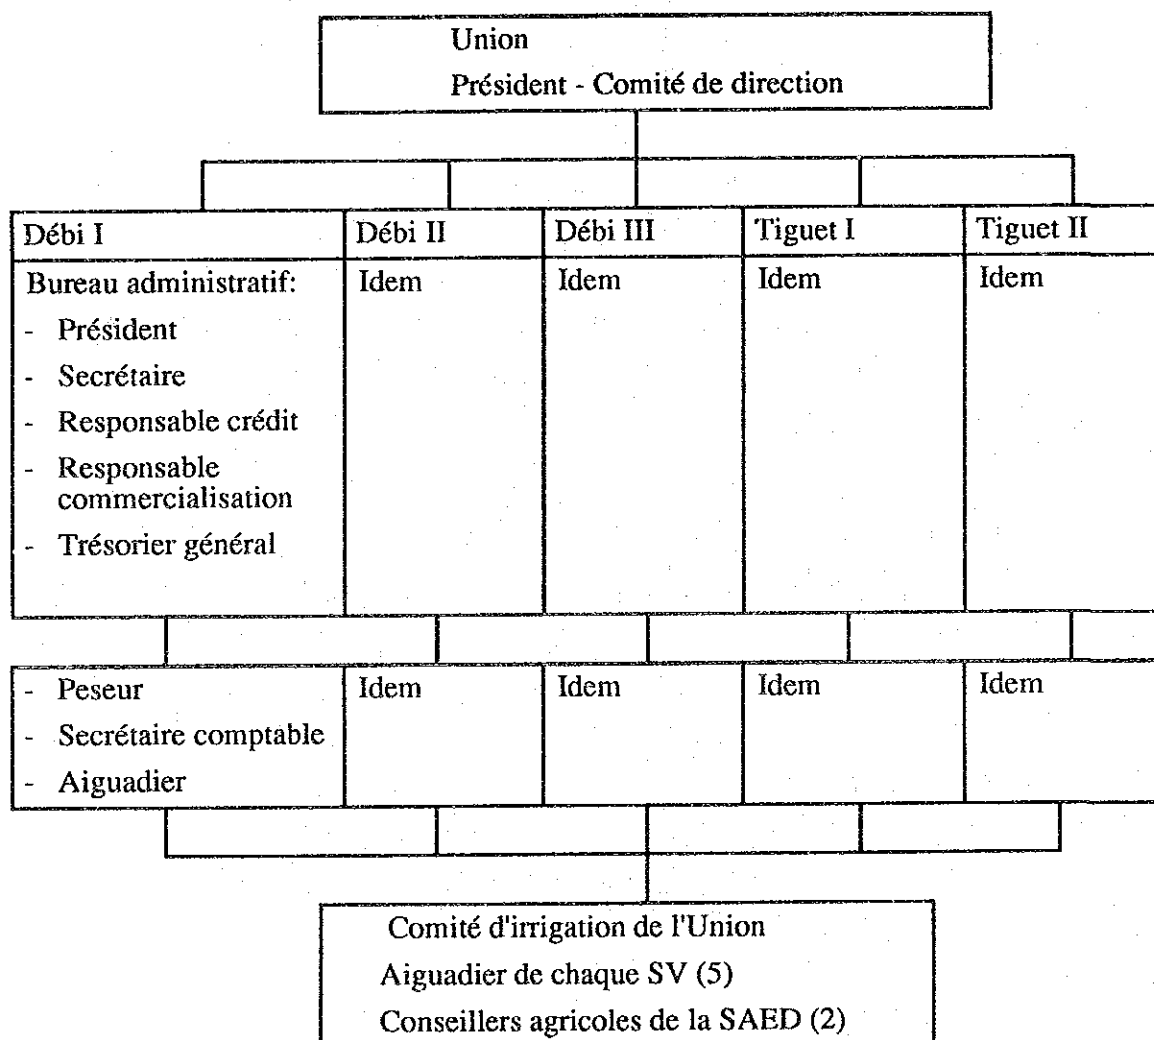 Union
Président - Comité de direction
Débi I Débi II Débi III Tiguet I Tiguet II
Bureau administratif: Idem Idem Idem Idem
- Président
- Secrétaire
- Responsable crédit
- Responsable
commercialisation
- Trésorier général
- Peseur Idem Idem Idem Idem
- Secrétaire comptable
- Aiguadier
Comité d'irrigation de l'Union
Aiguadier de chaque SV (5)
Conseillers agricoles de la SAED (2)